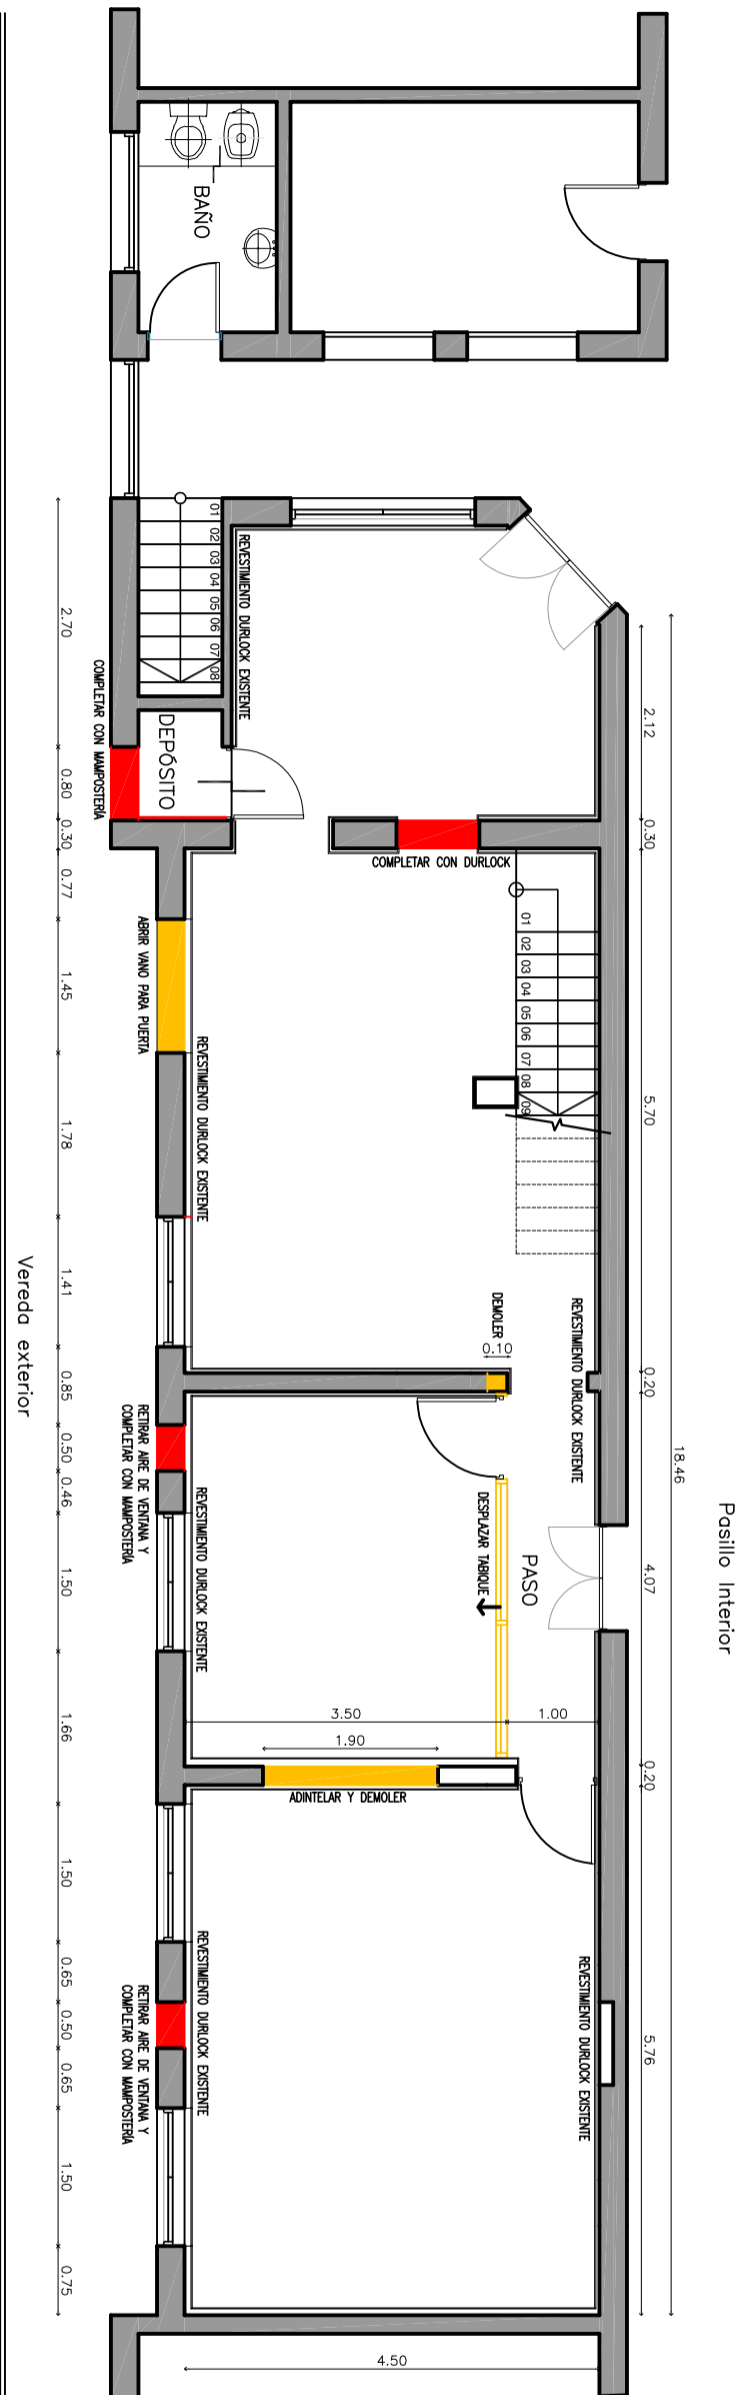 Pasillo Interior
18.46
2.12
0.30
5.70
0.20
4.07
0.20
5.76
BAÑO
01
02
03
04
05
06
07
08
REVESTIMIENTO DURLOCK EXISTENTE
DEPÓSITO
COMPLETAR CON MAMPOSTERÍA
COMPLETAR CON DURLOCK
01
02
03
04
05
06
07
08
09
ABRIR VANO PARA PUERTA
REVESTIMIENTO DURLOCK EXISTENTE
DEMOLER
0.10
REVESTIMIENTO DURLOCK EXISTENTE
PASO
DESPLAZAR TABIQUE
RETIRAR AIRE DE VENTANA Y
COMPLETAR CON MAMPOSTERÍA
REVESTIMIENTO DURLOCK EXISTENTE
3.50
1.00
1.90
ADINTELAR Y DEMOLER
REVESTIMIENTO DURLOCK EXISTENTE
REVESTIMIENTO DURLOCK EXISTENTE
RETIRAR AIRE DE VENTANA Y
COMPLETAR CON MAMPOSTERÍA
4.50
2.70
0.80
0.30
0.77
1.45
1.78
1.41
0.85
0.50
0.46
1.50
1.66
1.50
0.65
0.50
0.65
1.50
0.75
Vereda exterior